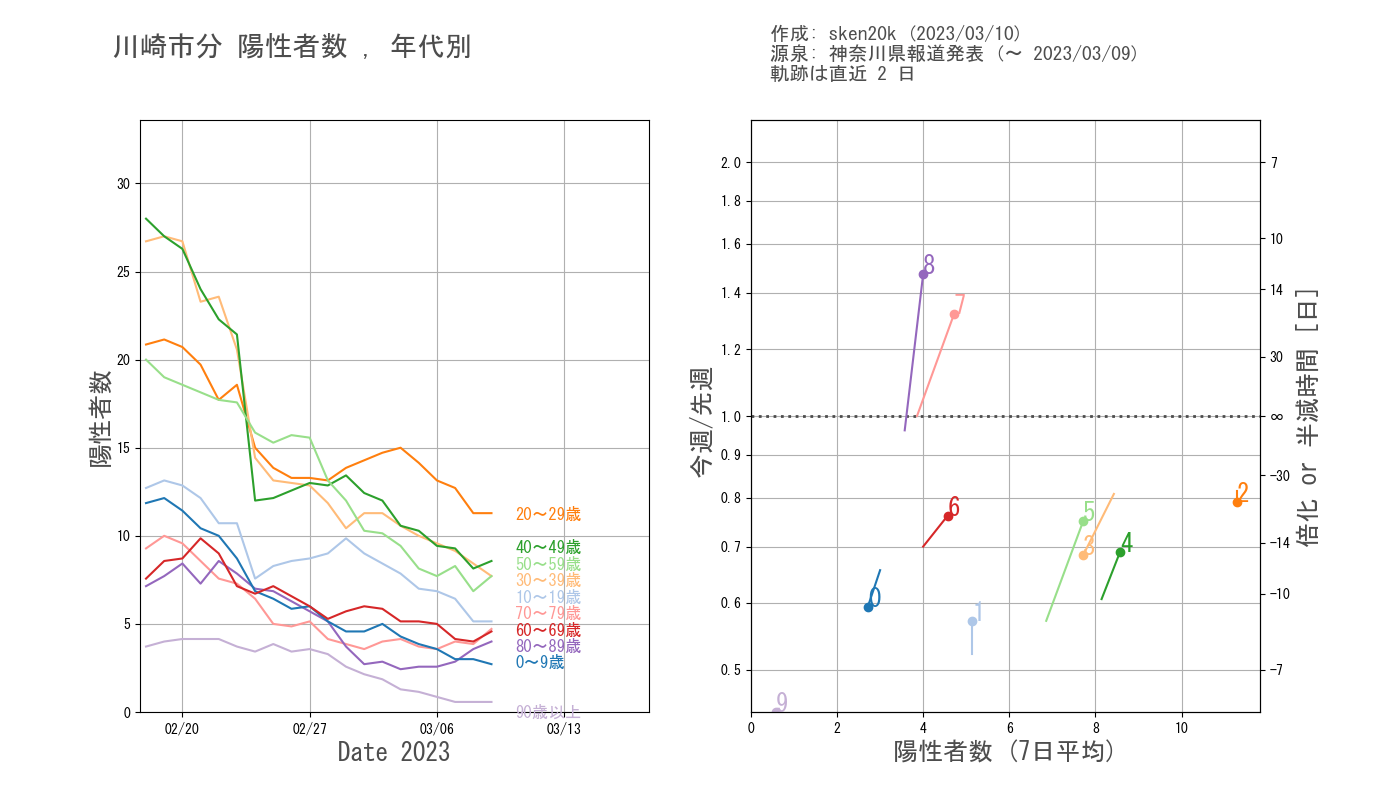 川崎市分 陽性者数 , 年代別
作成: sken20k (2023/03/10)
源泉: 神奈川県報道発表 (〜 2023/03/09)
軌跡は直近 2 日
陽性者数
30
25
20
15
10
5
0
02/20 02/27 03/06 03/13
Date 2023
20〜29歳
40〜49歳
50〜59歳
30〜39歳
10〜19歳
70〜79歳
60〜69歳
80〜89歳
0〜9歳
90歳以上
今週/先週
2.0
1.8
1.6
1.4
1.2
1.0
0.9
0.8
0.7
0.6
0.5
0 2 4 6 8 10
陽性者数 (7日平均)
8
7
2
6
5
3
4
0
1
9
7
10
14
30
∞
−30
−14
−10
−7
倍化 or 半減時間 [日]